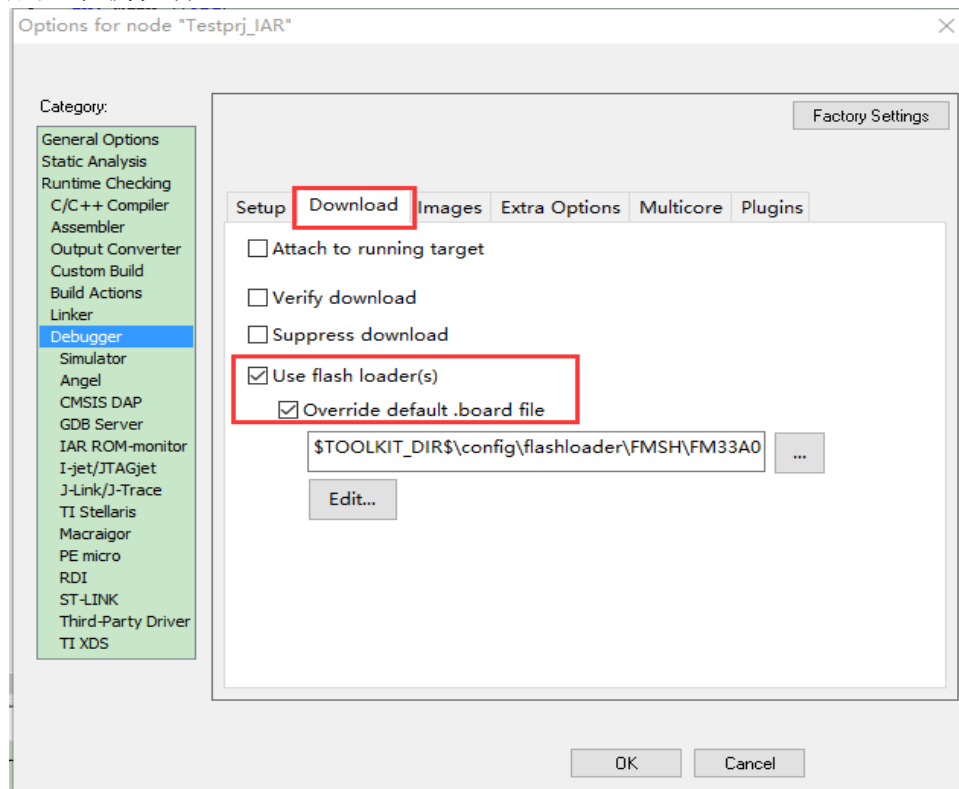 Options for node "Testprj_IAR"
Category:
Factory Settings
General Options
Static Analysis
Runtime Checking
C/C++ Compiler
Assembler
Output Converter
Custom Build
Build Actions
Linker
Debugger
Simulator
Angel
CMSIS DAP
GDB Server
IAR ROM-monitor
I-jet/JTAGjet
J-Link/J-Trace
TI Stellaris
Macraigor
PE micro
RDI
ST-LINK
Third-Party Driver
TI XDS
Setup Download Images Extra Options Multicore Plugins
Attach to running target
Verify download
Suppress download
Use flash loader(s)
Override default .board file
$TOOLKIT_DIR$\config\flashloader\FMSH\FM33A0
...
Edit...
OK Cancel